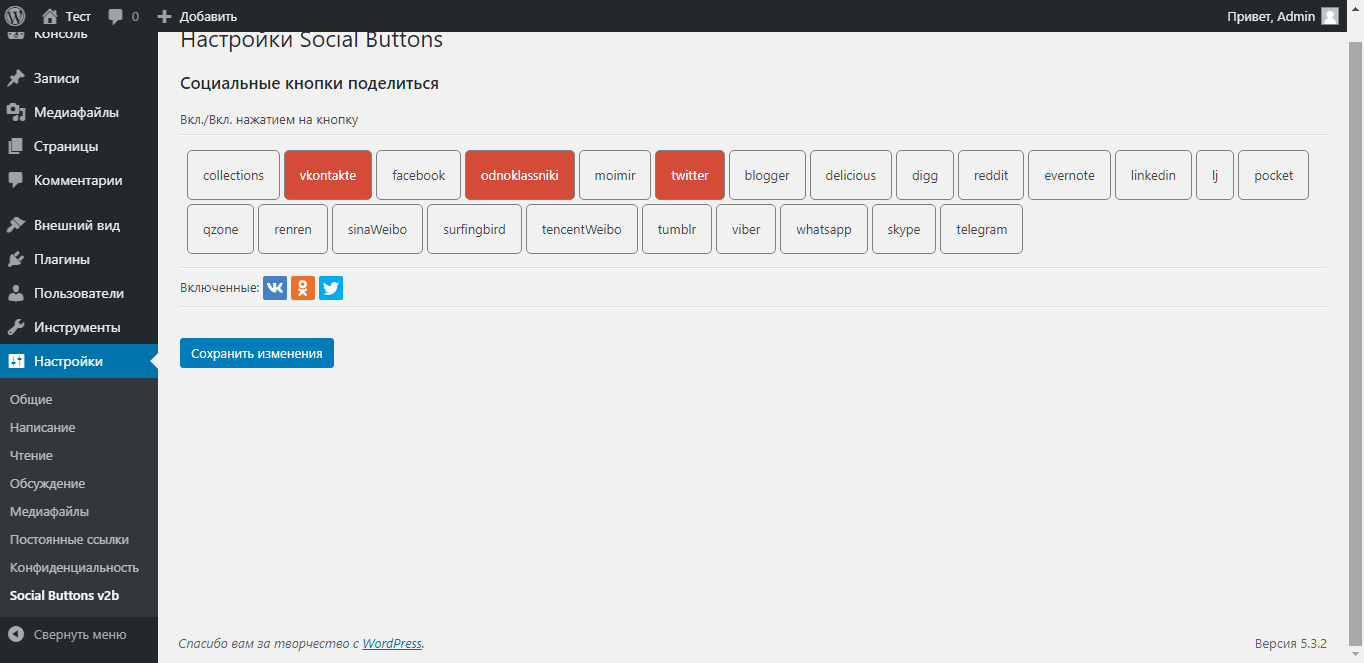 Тест 0 Добавить Привет, Admin
Консоль
Записи
Медиафайлы
Страницы
Комментарии
Внешний вид
Плагины
Пользователи
Инструменты
Настройки
Общие
Написание
Чтение
Обсуждение
Медиафайлы
Постоянные ссылки
Конфиденциальность
Social Buttons v2b
Свернуть меню
Настройки Social Buttons
Социальные кнопки поделиться
Вкл./Вкл. нажатием на кнопку
collections vkontakte facebook odnoklassniki moimir twitter blogger delicious digg reddit evernote linkedin lj pocket
qzone renren sinaWeibo surfingbird tencentWeibo tumblr viber whatsapp skype telegram
Включенные:
Сохранить изменения
Спасибо вам за творчество с WordPress. Версия 5.3.2